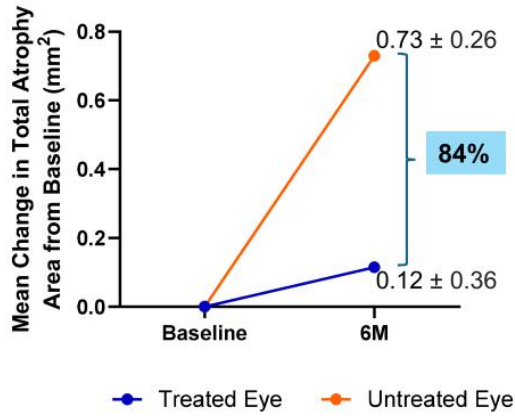 Mean Change in Total Atrophy
Area from Baseline (mm²)
0.8
0.6
0.4
0.2
0.0
0.73 ± 0.26
84%
0.12 ± 0.36
Baseline
6M
Treated Eye
Untreated Eye